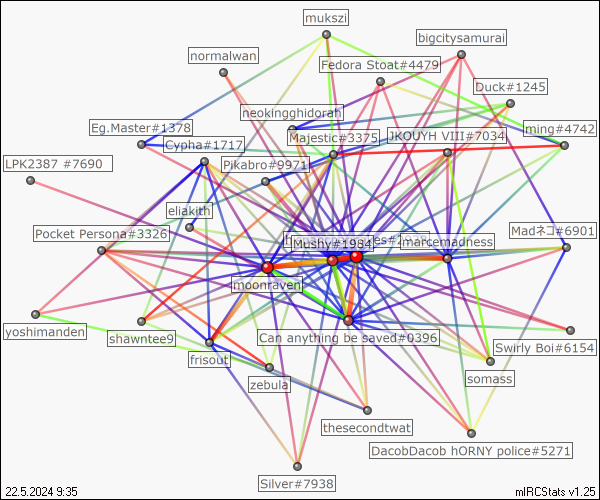 mukszi
bigcitysamurai
normalwan
Fedora Stoat#4479
Duck#1245
neokingghidorah
Eg.Master#1378
Majestic#3375
JKOUYH VIII#7034
ming#4742
Cypha#1717
LPK2387 #7690
Pikabro#9971
eliakith
Pocket Persona#3326
Mushy#1984
marcemadness
Madネコ#6901
moonraven
yoshimanden
shawntee9
Can anything be saved#0396
frisout
Swirly Boi#6154
zebula
somass
thesecondtwat
DacobDacob hORNY police#5271
Silver#7938
22.5.2024 9:35
mIRCStats v1.25